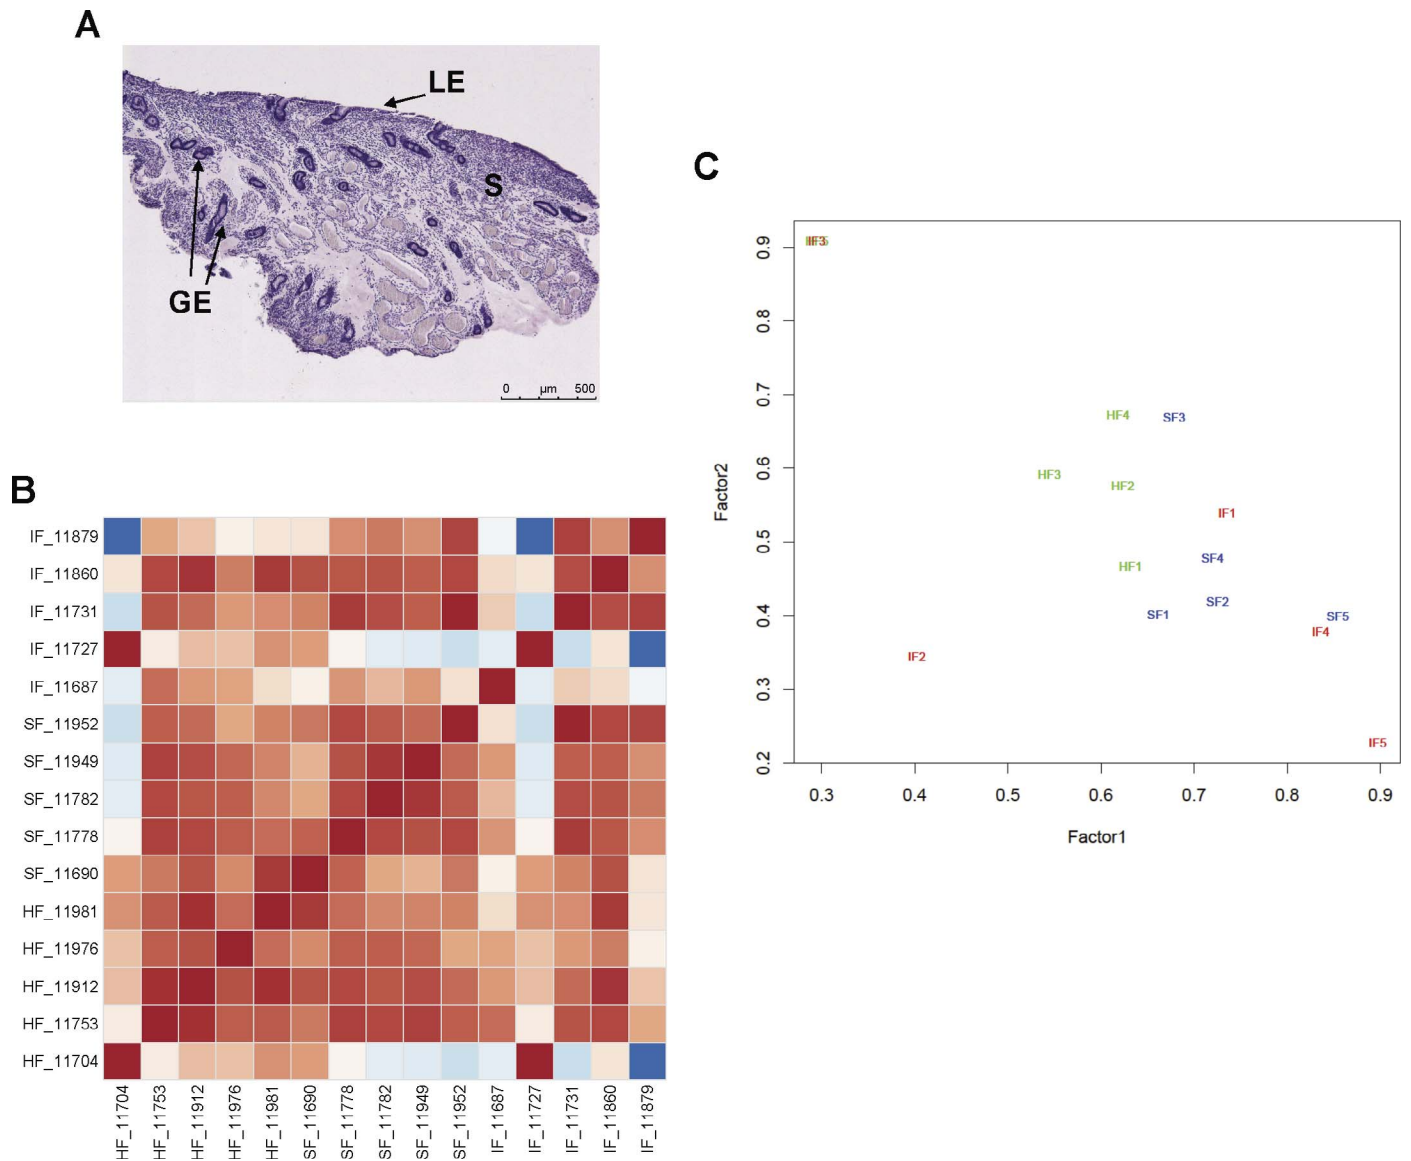 A
LE
S
GE
0 µm 500
B
IF_11879
IF_11860
IF_11731
IF_11727
IF_11687
SF_11952
SF_11949
SF_11782
SF_11778
SF_11690
HF_11981
HF_11976
HF_11912
HF_11753
HF_11704
HF_11704
HF_11753
HF_11912
HF_11976
HF_11981
SF_11690
SF_11778
SF_11782
SF_11949
SF_11952
IF_11687
IF_11727
IF_11731
IF_11860
IF_11879
C
Factor2
0.9
0.8
0.7
0.6
0.5
0.4
0.3
0.2
IF3
HF4
SF3
HF3
HF2
IF1
SF4
HF1
SF2
SF1
SF5
IF4
IF2
IF5
0.3 0.4 0.5 0.6 0.7 0.8 0.9
Factor1